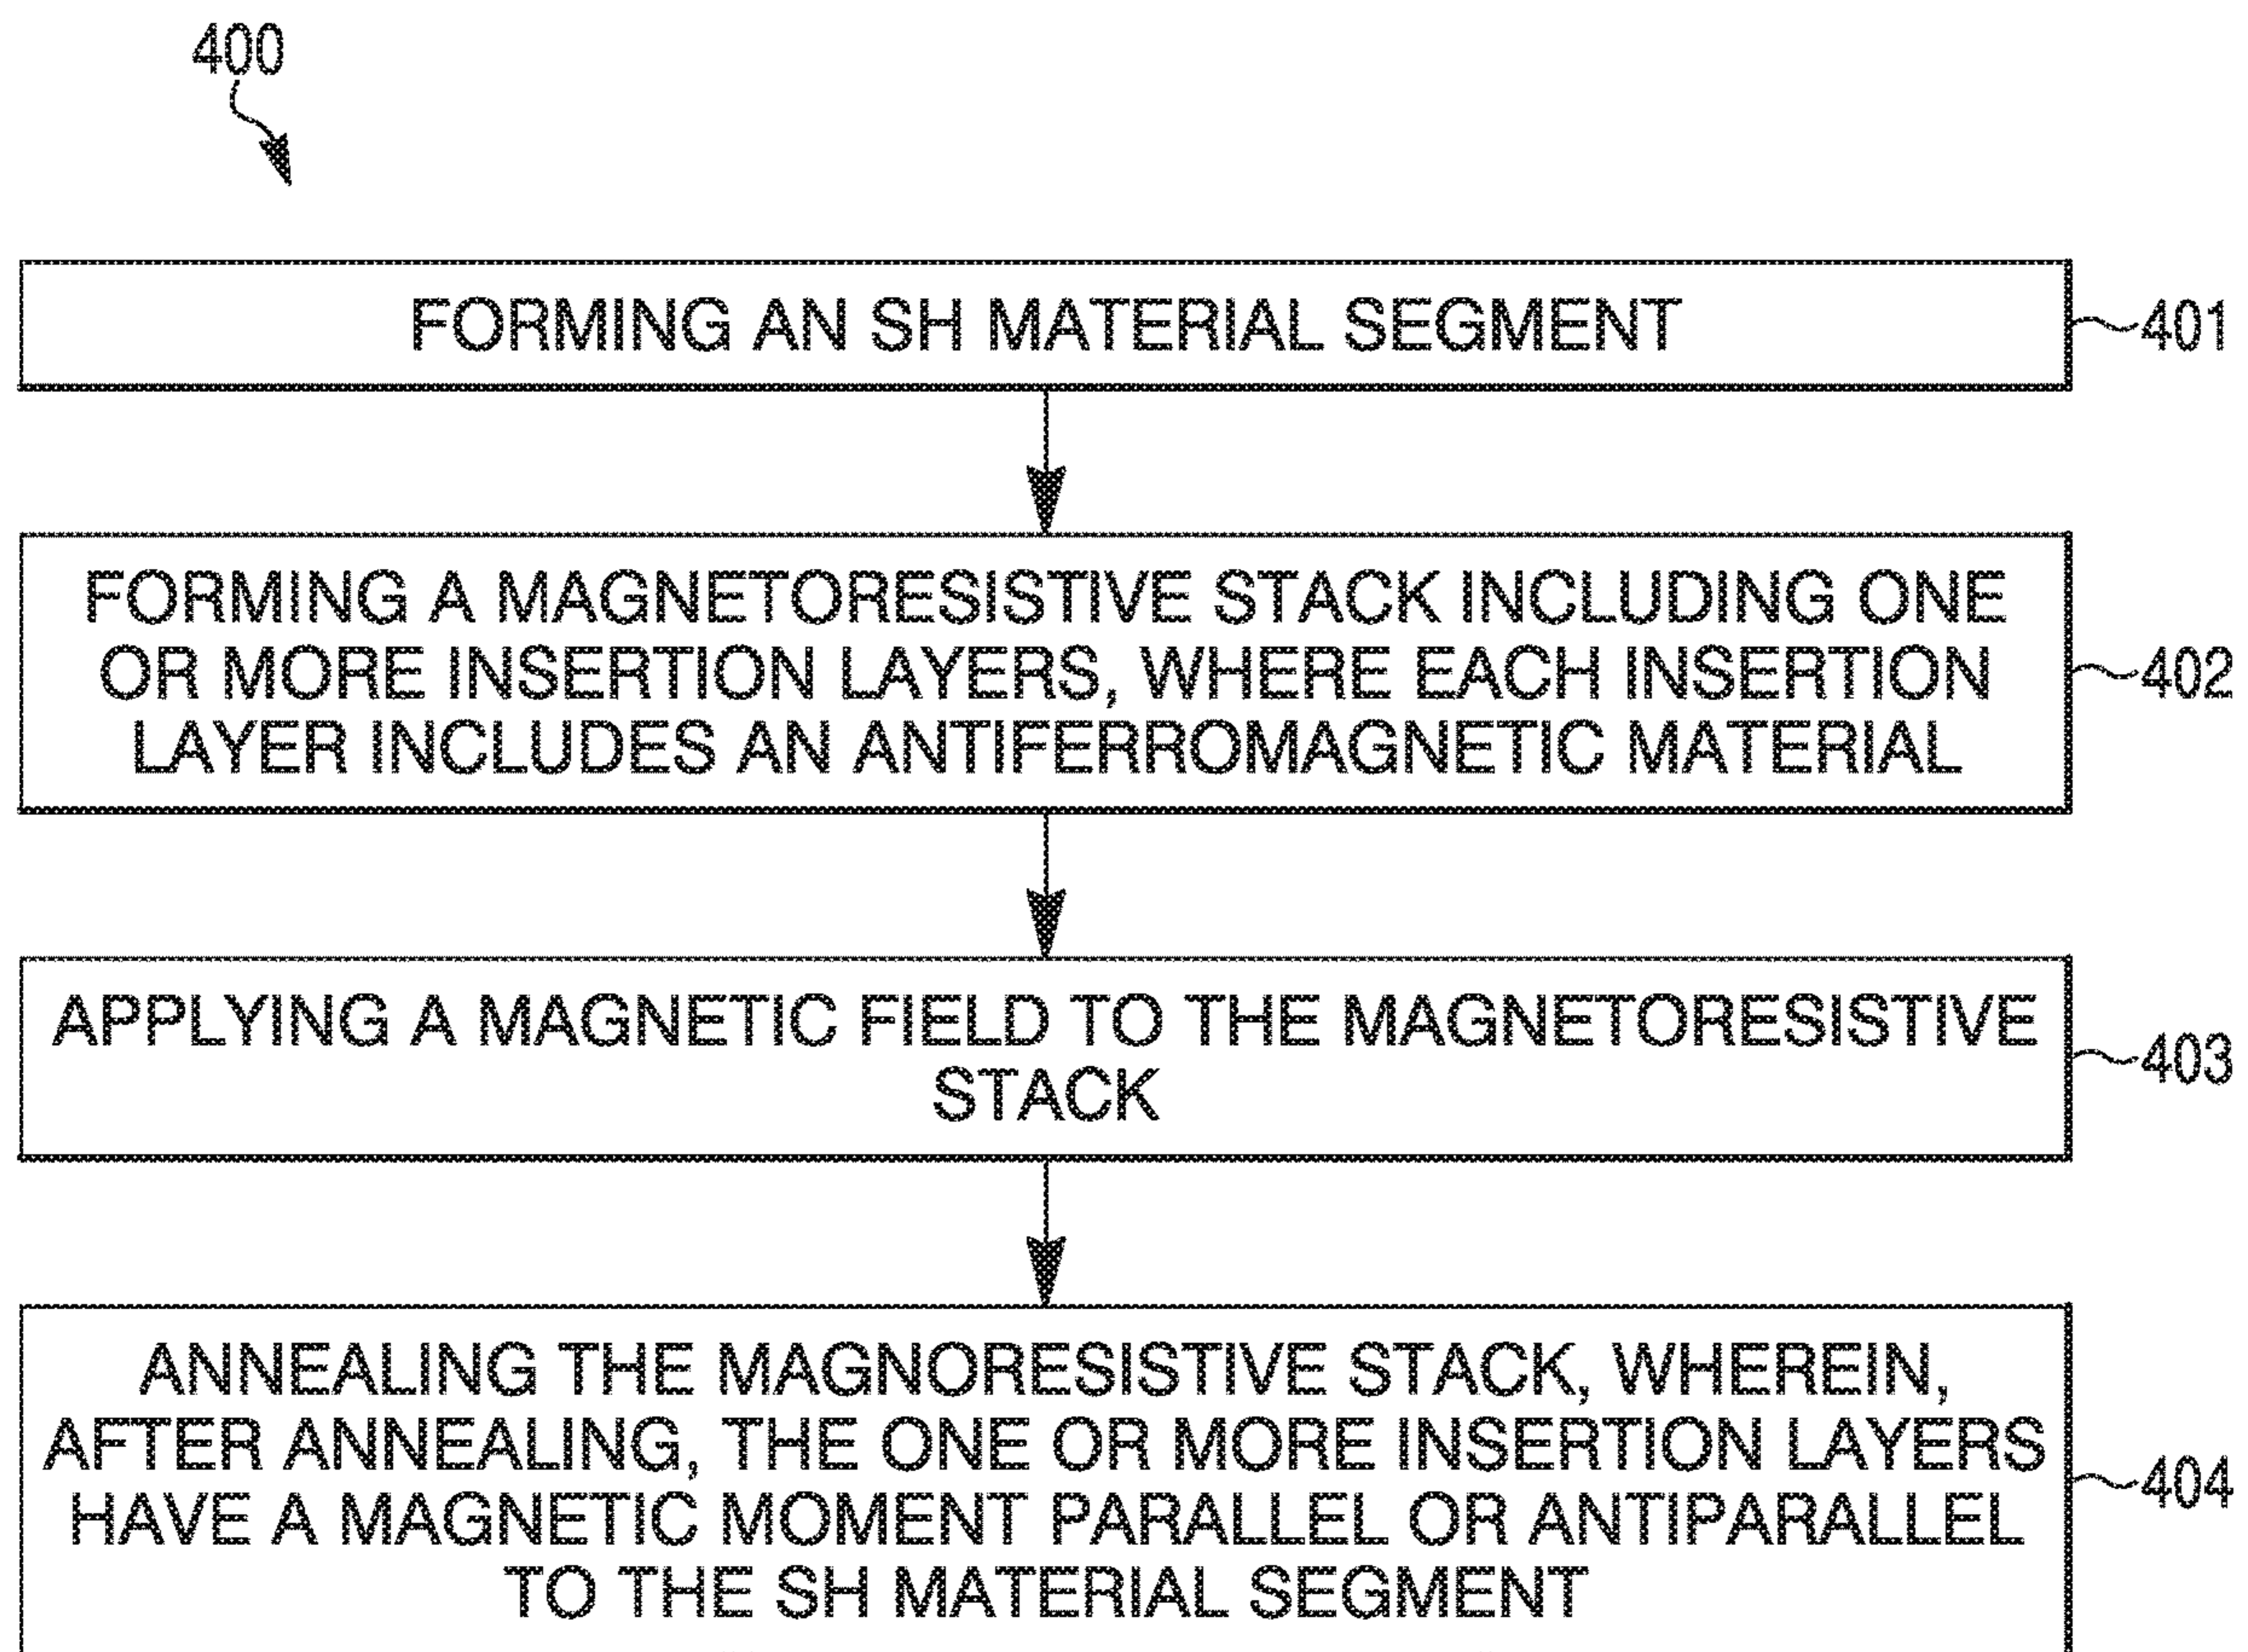 400
FORMING AN SH MATERIAL SEGMENT
401
FORMING A MAGNETORESISTIVE STACK INCLUDING ONE
OR MORE INSERTION LAYERS, WHERE EACH INSERTION
LAYER INCLUDES AN ANTIFERROMAGNETIC MATERIAL
402
APPLYING A MAGNETIC FIELD TO THE MAGNETORESISTIVE
STACK
403
ANNEALING THE MAGNORESISTIVE STACK, WHEREIN,
AFTER ANNEALING, THE ONE OR MORE INSERTION LAYERS
HAVE A MAGNETIC MOMENT PARALLEL OR ANTIPARALLEL
TO THE SH MATERIAL SEGMENT
404